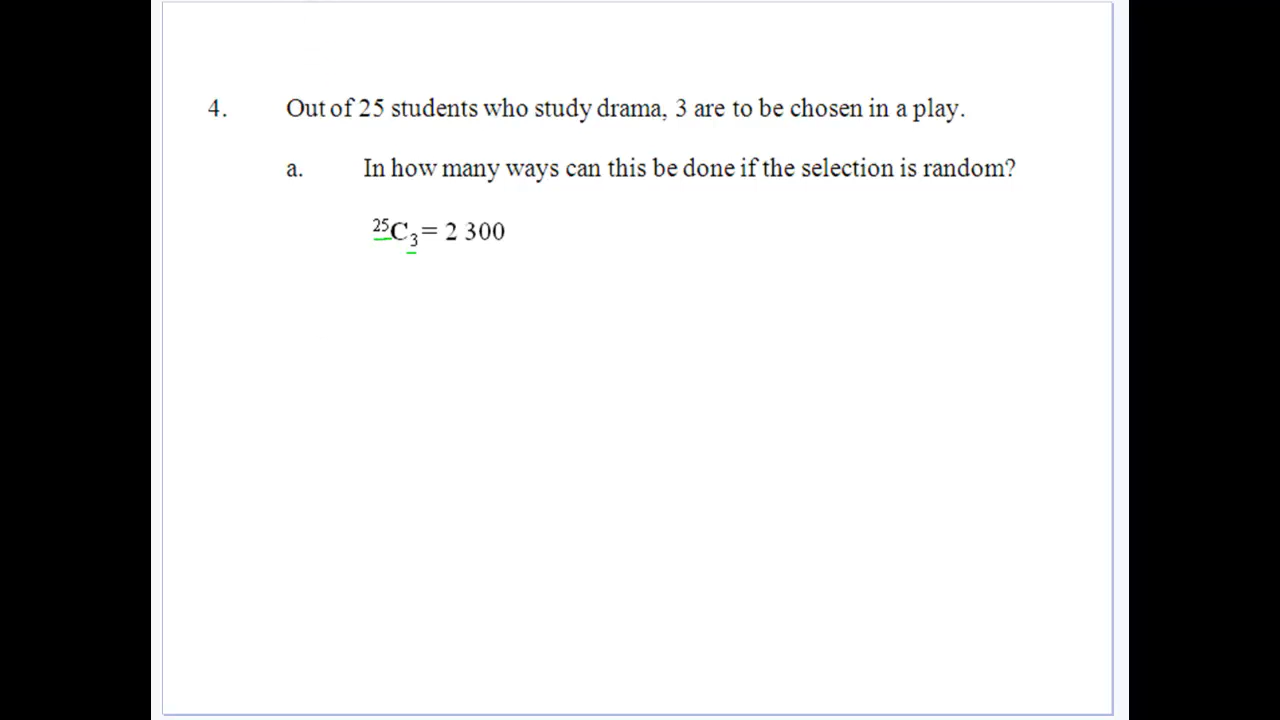 4. Out of 25 students who study drama, 3 are to be chosen in a play.
a. In how many ways can this be done if the selection is random?
²⁵C₃ = 2 300